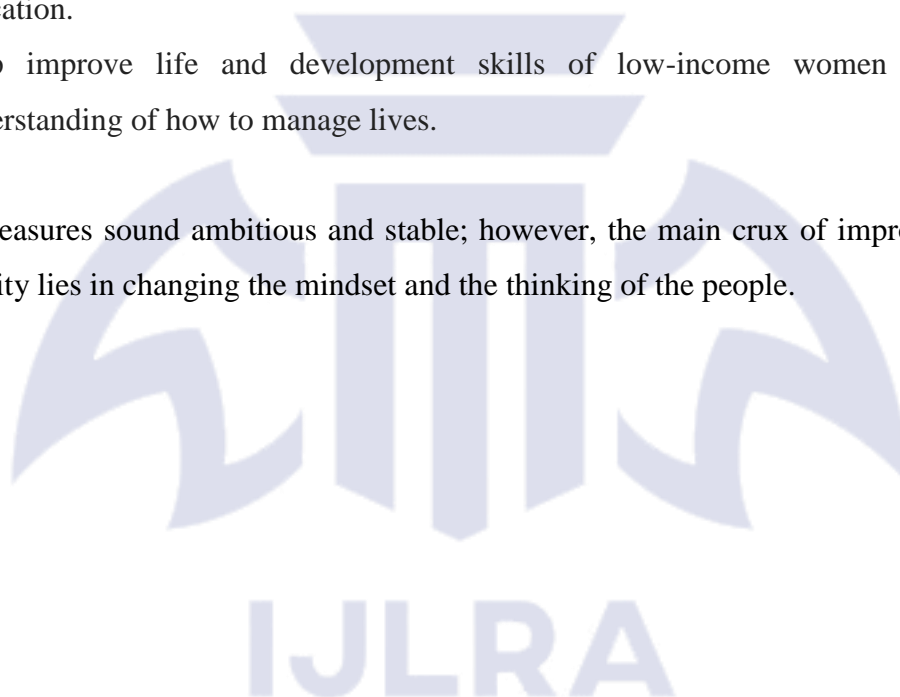 cation.
o improve life and development skills of low-income women
erstanding of how to manage lives.
easures sound ambitious and stable; however, the main crux of impro
ity lies in changing the mindset and the thinking of the people.
IJLRA